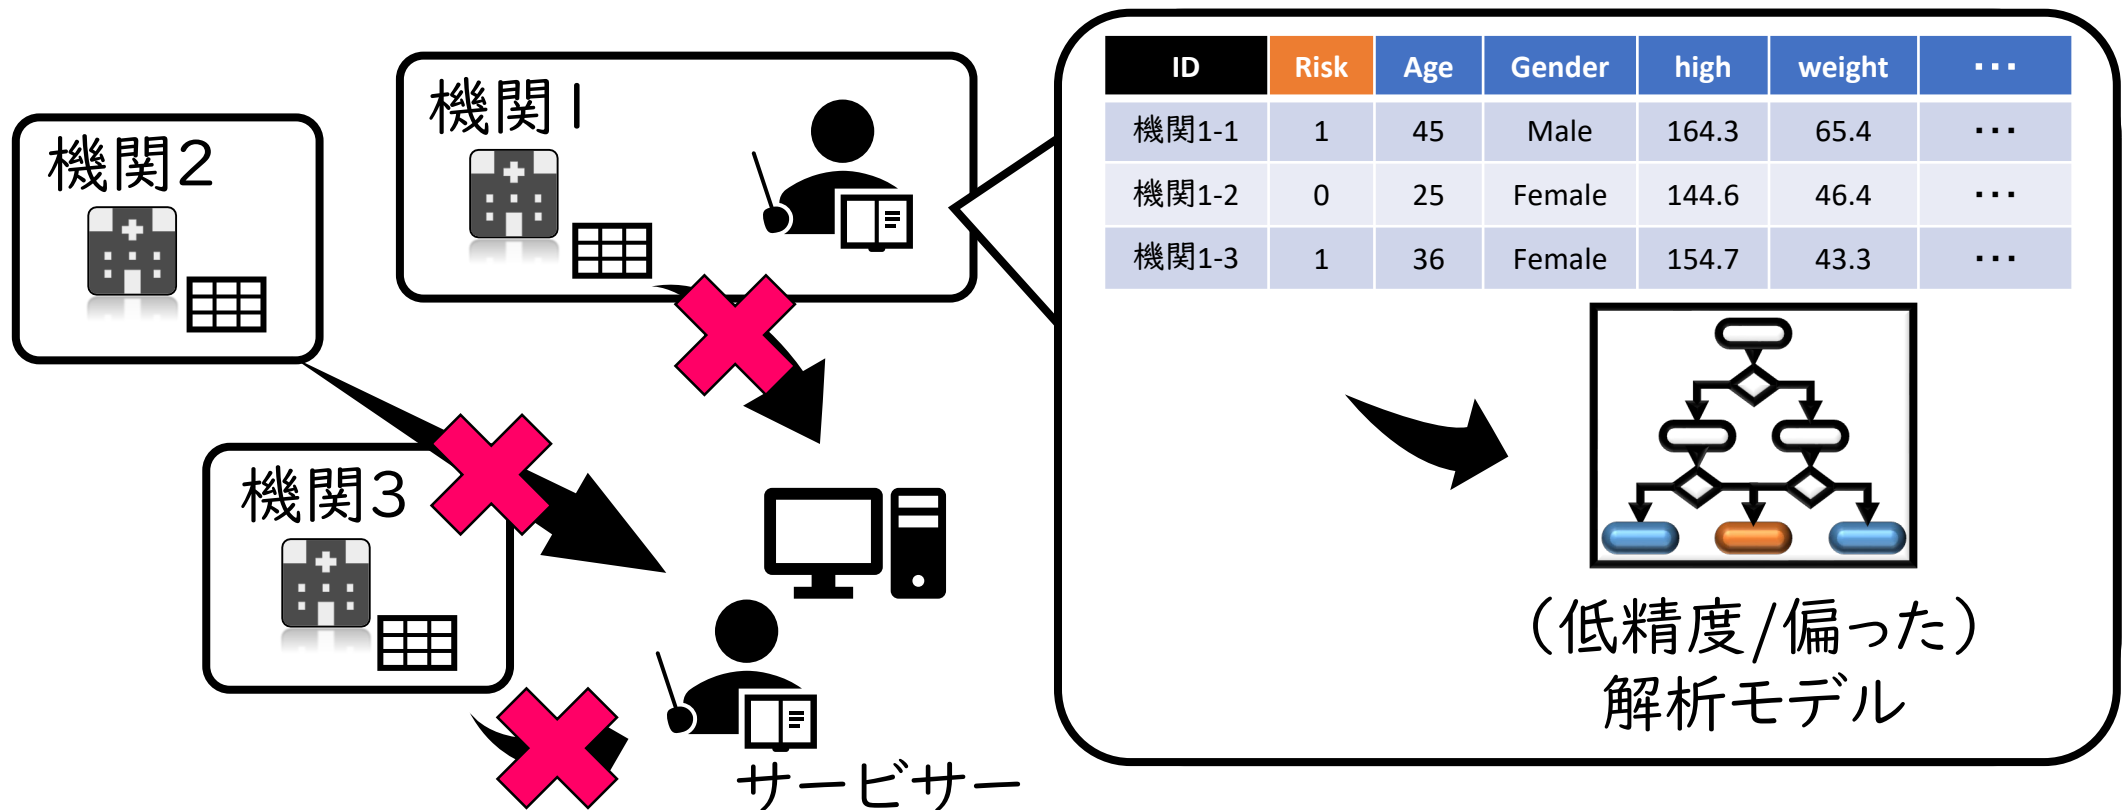 機関1
機関2
機関3
サービサー
ID Risk Age Gender high weight ···
機関1-1 1 45 Male 164.3 65.4 ···
機関1-2 0 25 Female 144.6 46.4 ···
機関1-3 1 36 Female 154.7 43.3 ···
(低精度/偏った)
解析モデル